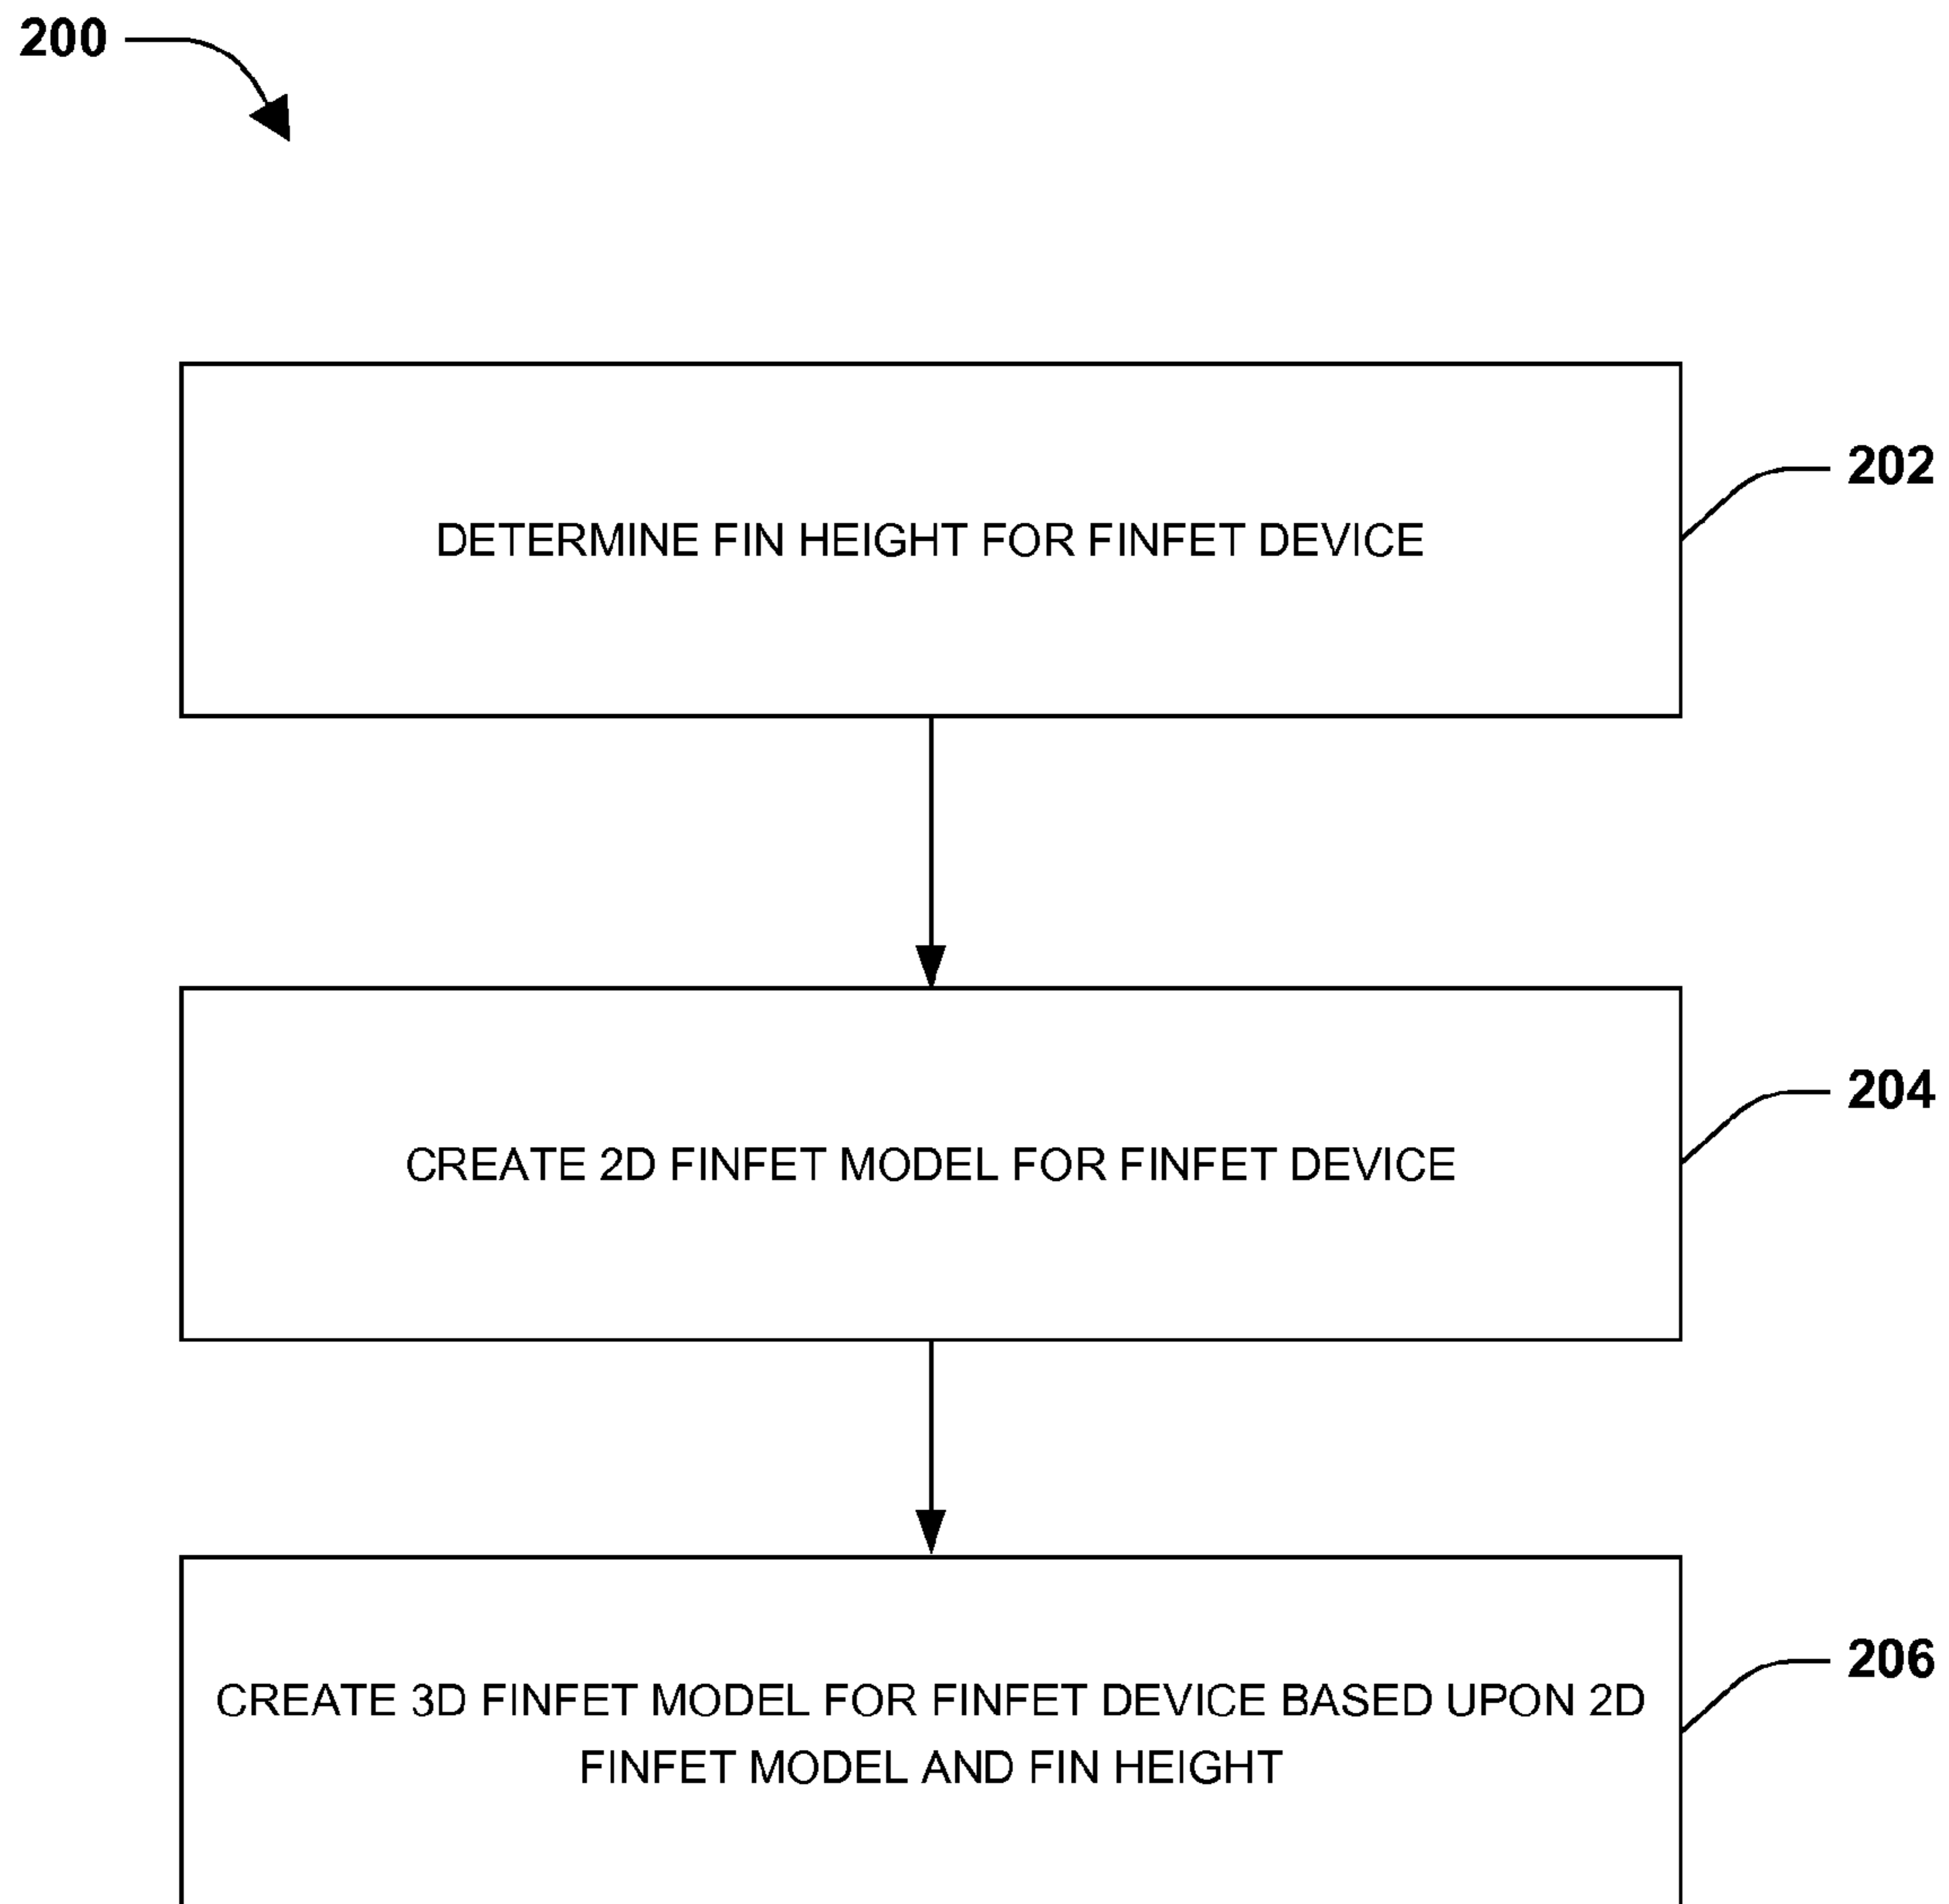 200
202
DETERMINE FIN HEIGHT FOR FINFET DEVICE
204
CREATE 2D FINFET MODEL FOR FINFET DEVICE
206
CREATE 3D FINFET MODEL FOR FINFET DEVICE BASED UPON 2D
FINFET MODEL AND FIN HEIGHT